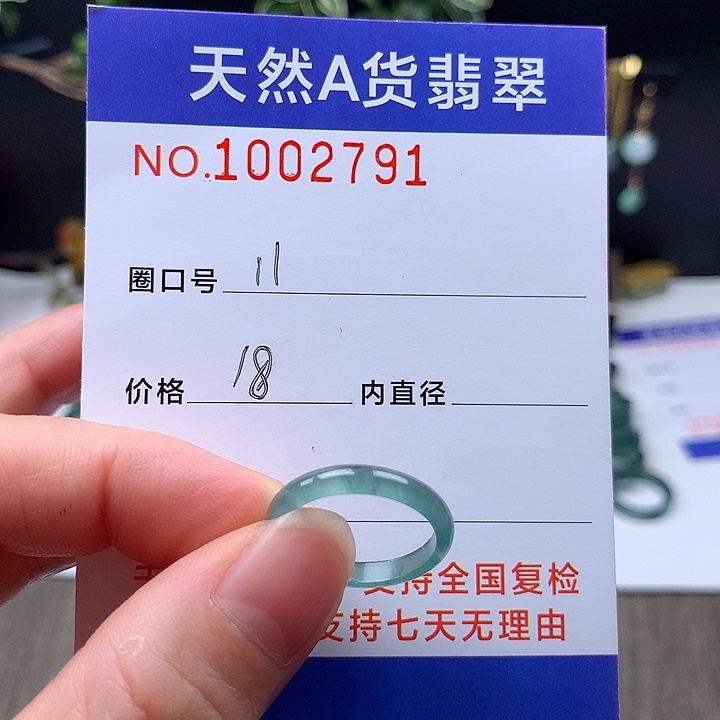 天然A货翡翠
NO.1002791
圈口号 11
价格 18 内直径
支持全国复检
支持七天无理由